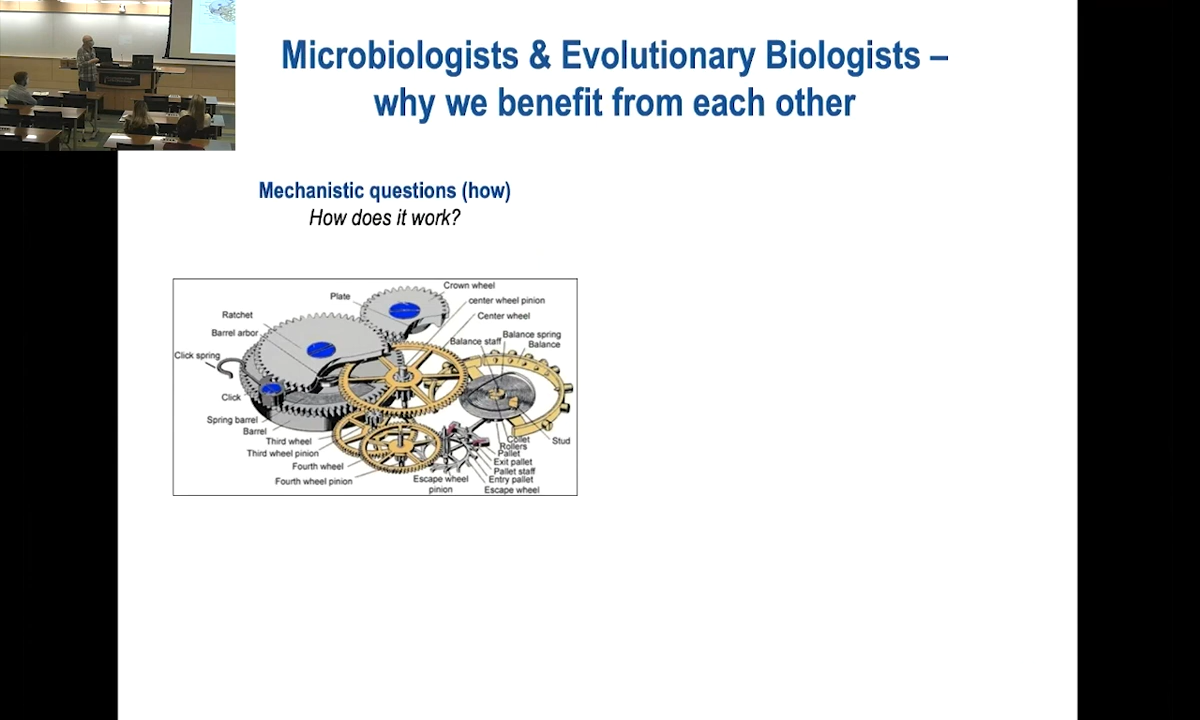 Microbiologists & Evolutionary Biologists –
why we benefit from each other
Mechanistic questions (how)
How does it work?
Crown wheel
Plate
center wheel pinion
Ratchet
Center wheel
Barrel arbor
Balance spring
Balance staff
Balance
Click spring
Click
Spring barrel
Barrel
Third wheel
Third wheel pinion
Fourth wheel
Fourth wheel pinion
Collet
Stud
Rollers
Pallet
Exit pallet
Pallet staff
Entry pallet
Escape wheel
pinion
Escape wheel